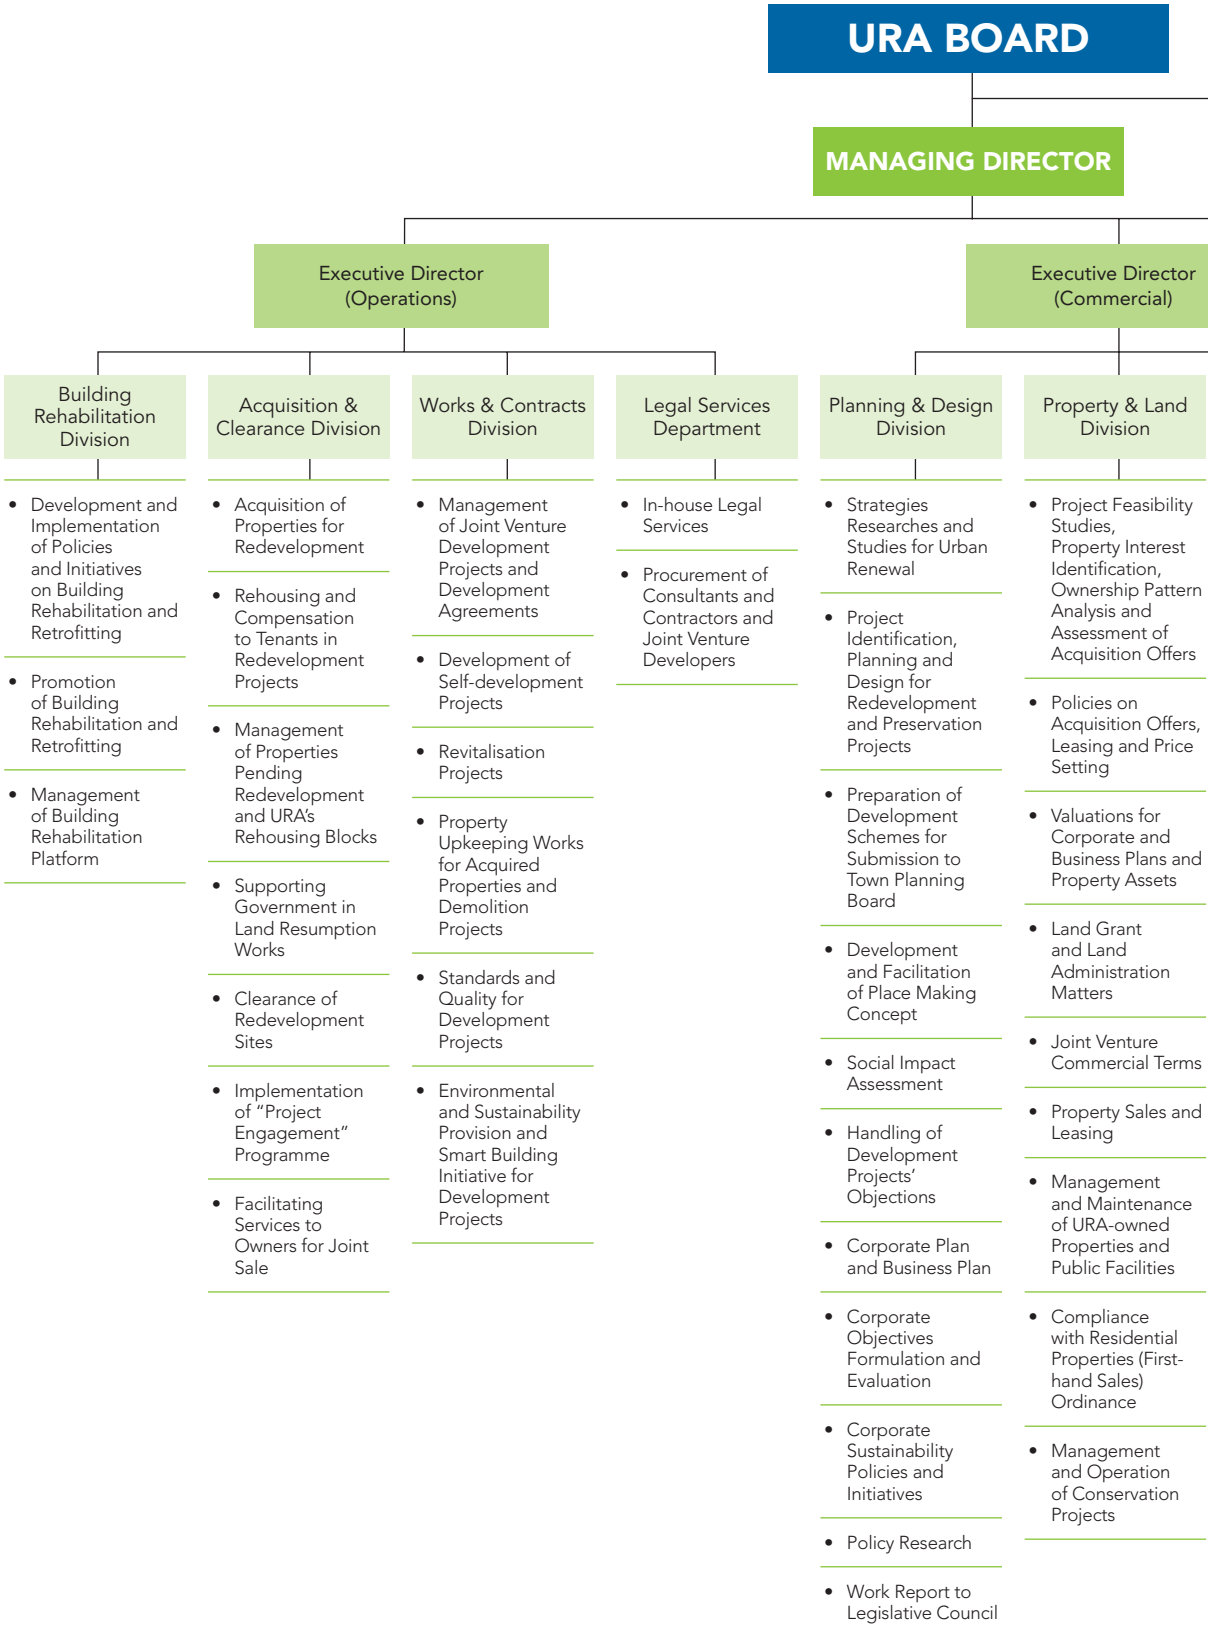 URA BOARD
MANAGING DIRECTOR
Executive Director
(Operations)
Executive Director
(Commercial)
Building
Rehabilitation
Division
• Development and
Implementation
of Policies
and Initiatives
on Building
Rehabilitation and
Retrofitting
• Promotion
of Building
Rehabilitation and
Retrofitting
• Management
of Building
Rehabilitation
Platform
Acquisition &
Clearance Division
• Acquisition of
Properties for
Redevelopment
• Rehousing and
Compensation
to Tenants in
Redevelopment
Projects
• Management
of Properties
Pending
Redevelopment
and URA's
Rehousing Blocks
• Supporting
Government in
Land Resumption
Works
• Clearance of
Redevelopment
Sites
• Implementation
of "Project
Engagement"
Programme
• Facilitating
Services to
Owners for Joint
Sale
Works & Contracts
Division
• Management
of Joint Venture
Development
Projects and
Development
Agreements
• Development of
Self-development
Projects
• Revitalisation
Projects
• Property
Upkeeping Works
for Acquired
Properties and
Demolition
Projects
• Standards and
Quality for
Development
Projects
• Environmental
and Sustainability
Provision and
Smart Building
Initiative for
Development
Projects
Legal Services
Department
• In-house Legal
Services
• Procurement of
Consultants and
Contractors and
Joint Venture
Developers
Planning & Design
Division
• Strategies
Researches and
Studies for Urban
Renewal
• Project
Identification,
Planning and
Design for
Redevelopment
and Preservation
Projects
• Preparation of
Development
Schemes for
Submission to
Town Planning
Board
• Development
and Facilitation
of Place Making
Concept
• Social Impact
Assessment
• Handling of
Development
Projects'
Objections
• Corporate Plan
and Business Plan
• Corporate
Objectives
Formulation and
Evaluation
• Corporate
Sustainability
Policies and
Initiatives
• Policy Research
• Work Report to
Legislative Council
Property & Land
Division
• Project Feasibility
Studies,
Property Interest
Identification,
Ownership Pattern
Analysis and
Assessment of
Acquisition Offers
• Policies on
Acquisition Offers,
Leasing and Price
Setting
• Valuations for
Corporate and
Business Plans and
Property Assets
• Land Grant
and Land
Administration
Matters
• Joint Venture
Commercial Terms
• Property Sales and
Leasing
• Management
and Maintenance
of URA-owned
Properties and
Public Facilities
• Compliance
with Residential
Properties (First-
hand Sales)
Ordinance
• Management
and Operation
of Conservation
Projects